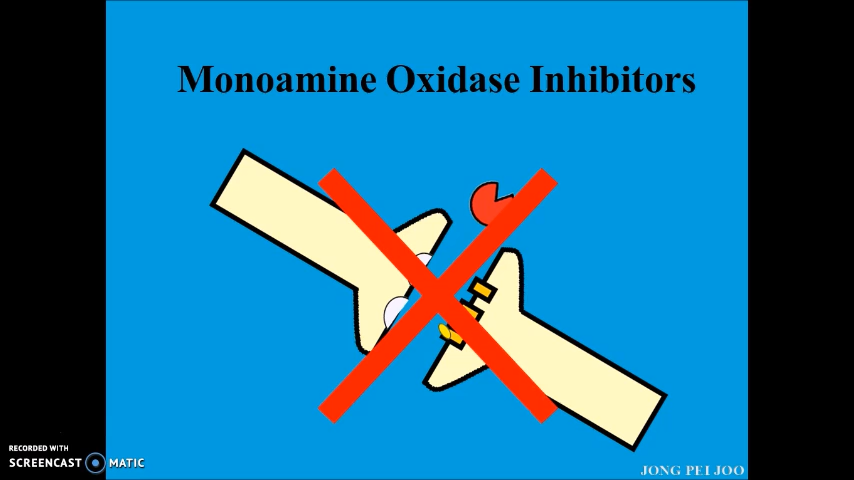 Monoamine Oxidase Inhibitors
RECORDED WITH
SCREENCAST MATIC
JONG PEI JOO